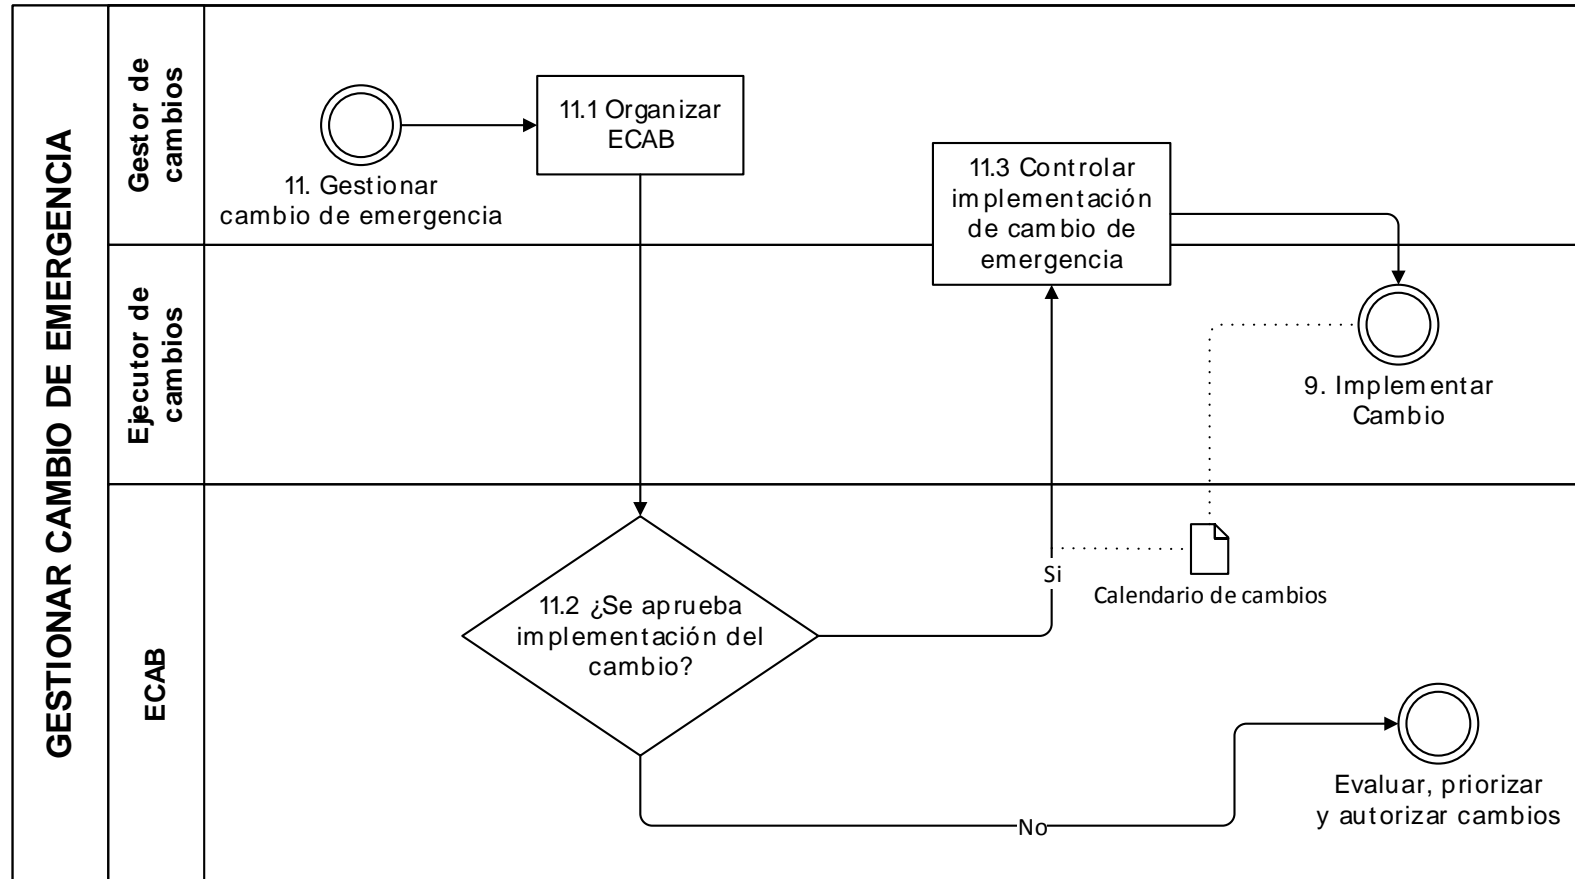 GESTIONAR CAMBIO DE EMERGENCIA
Gestor de
cambios
11. Gestionar
cambio de emergencia
11.1 Organizar
ECAB
11.3 Controlar
implementación
de cambio de
emergencia
Ejecutor de
cambios
9. Implementar
Cambio
ECAB
11.2 ¿Se aprueba
implementación del
cambio?
Si
Calendario de cambios
No
Evaluar, priorizar
y autorizar cambios